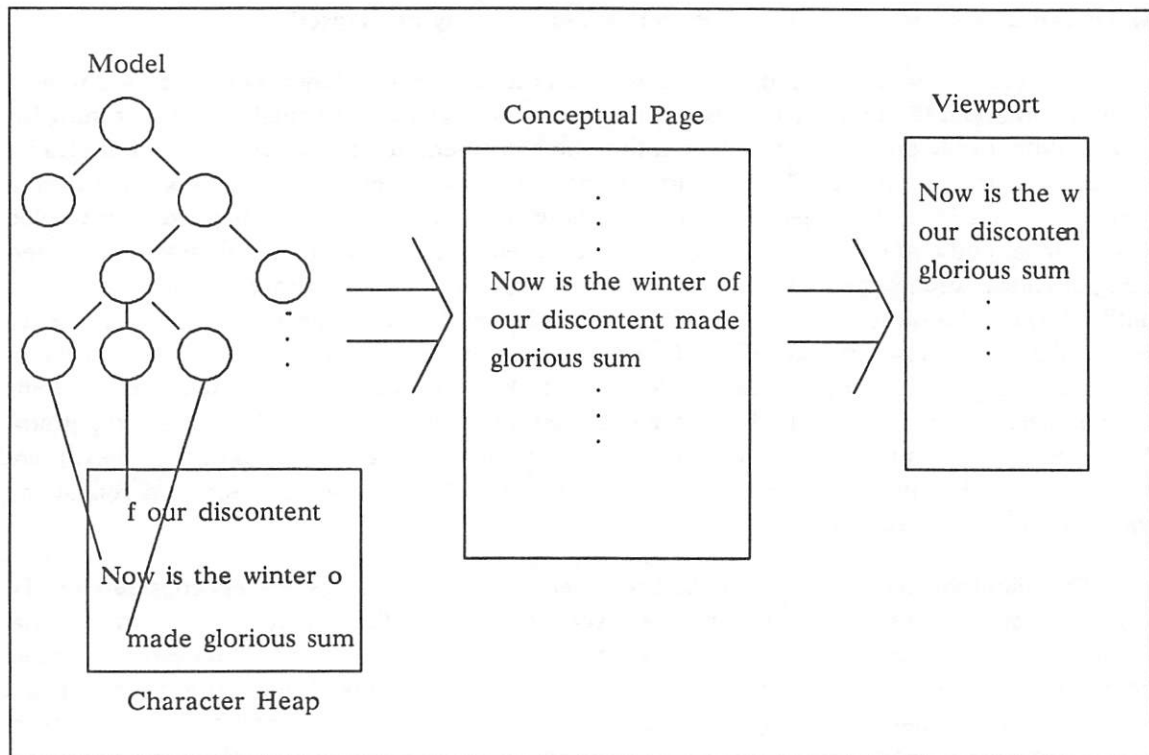 Model
Conceptual Page
Viewport
Now is the winter of
our discontent made
glorious sum
Now is the w
our disconten
glorious sum
f our discontent
Now is the winter o
made glorious sum
Character Heap